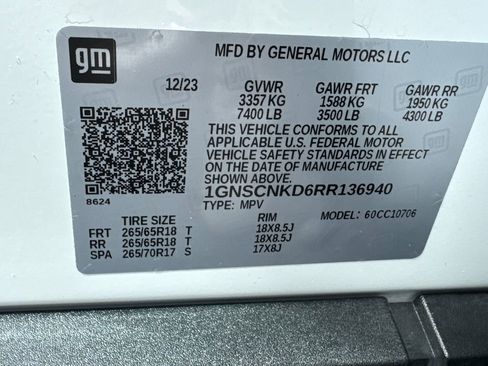 gm
MFD BY GENERAL MOTORS LLC
12/23 GVWR GAWR FRT GAWR RR
3357 KG 1588 KG 1950 KG
7400 LB 3500 LB 4300 LB
THIS VEHICLE CONFORMS TO ALL
APPLICABLE U.S. FEDERAL MOTOR
VEHICLE SAFETY STANDARDS IN EFFECT
ON THE DATE OF MANUFACTURE
SHOWN ABOVE.
1GNSCNKD6RR136940
8624
TYPE: MPV MODEL: 60CC10706
TIRE SIZE RIM
FRT 265/65R18 T 18X8.5J
RR 265/65R18 T 18X8.5J
SPA 265/70R17 S 17X8J